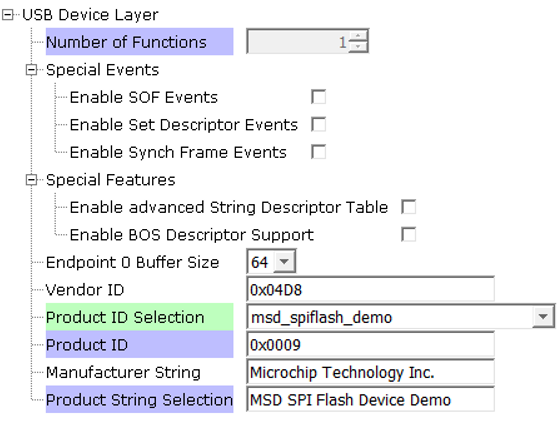 USB Device Layer
Number of Functions 1
Special Events
Enable SOF Events
Enable Set Descriptor Events
Enable Synch Frame Events
Special Features
Enable advanced String Descriptor Table
Enable BOS Descriptor Support
Endpoint 0 Buffer Size 64
Vendor ID 0x04D8
Product ID Selection msd_spiflash_demo
Product ID 0x0009
Manufacturer String Microchip Technology Inc.
Product String Selection MSD SPI Flash Device Demo